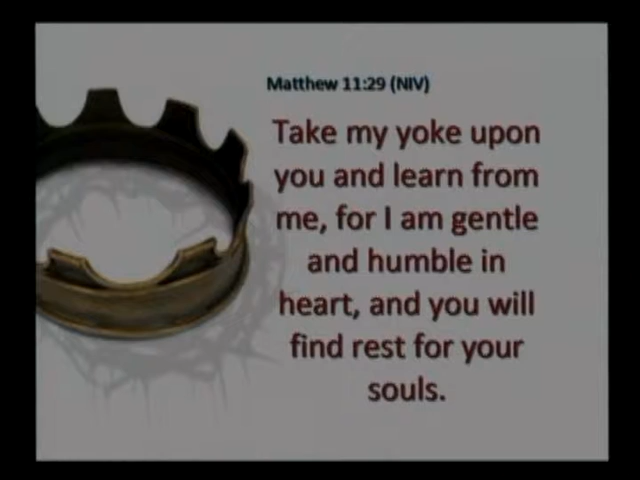 Matthew 11:29 (NIV)
Take my yoke upon
you and learn from
me, for I am gentle
and humble in
heart, and you will
find rest for your
souls.